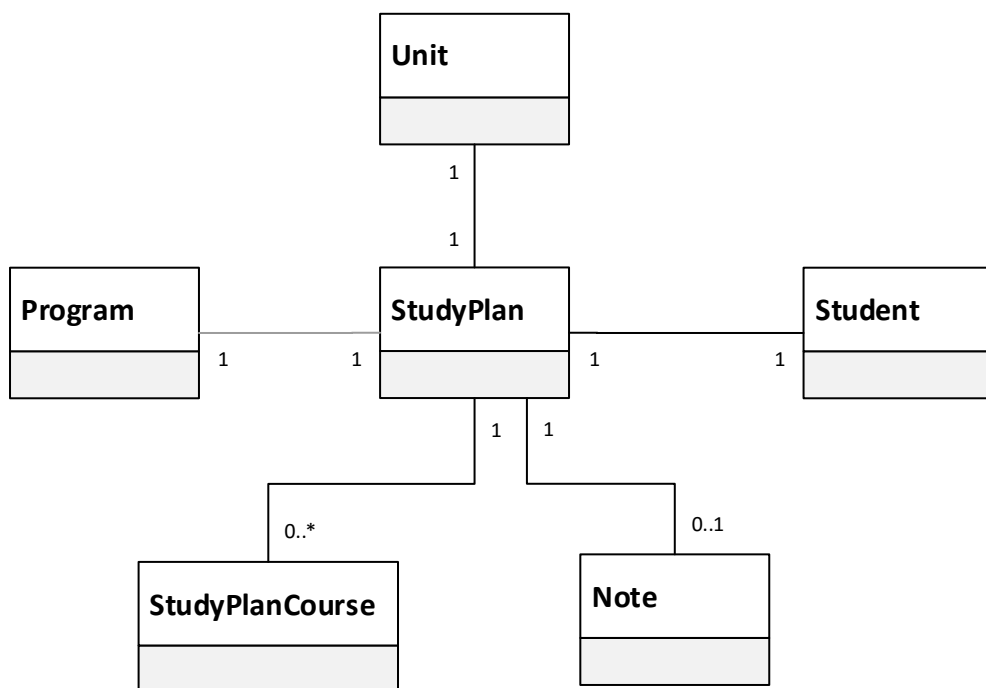 Unit
1
1
Program
StudyPlan
Student
1
1
1
1
1
1
0..*
0..1
StudyPlanCourse
Note